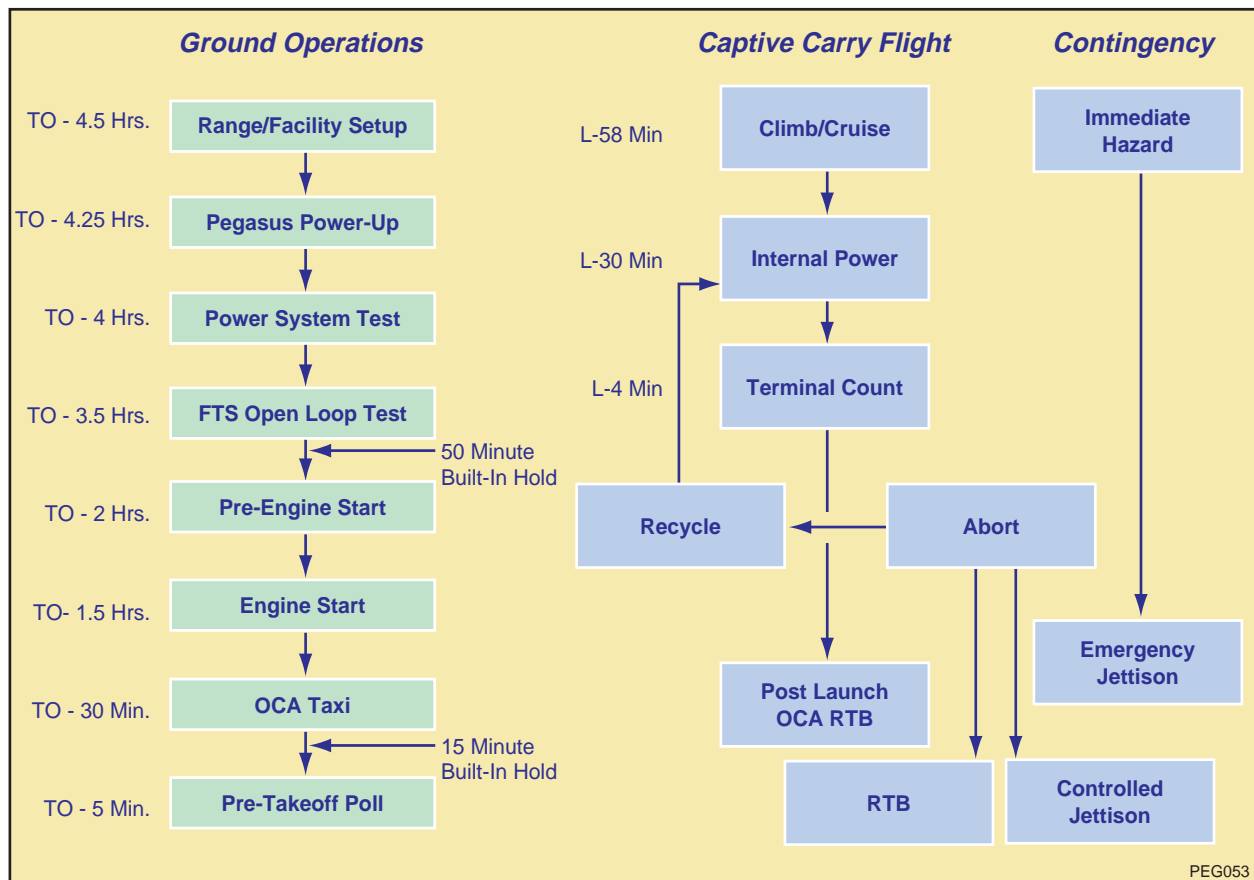 Ground Operations
TO - 4.5 Hrs.
Range/Facility Setup
TO - 4.25 Hrs.
Pegasus Power-Up
TO - 4 Hrs.
Power System Test
TO - 3.5 Hrs.
FTS Open Loop Test
50 Minute
Built-In Hold
TO - 2 Hrs.
Pre-Engine Start
TO- 1.5 Hrs.
Engine Start
TO - 30 Min.
OCA Taxi
15 Minute
Built-In Hold
TO - 5 Min.
Pre-Takeoff Poll
Captive Carry Flight
L-58 Min
Climb/Cruise
L-30 Min
Internal Power
L-4 Min
Terminal Count
Recycle
Abort
Post Launch
OCA RTB
RTB
Controlled
Jettison
Contingency
Immediate
Hazard
Emergency
Jettison
PEG053